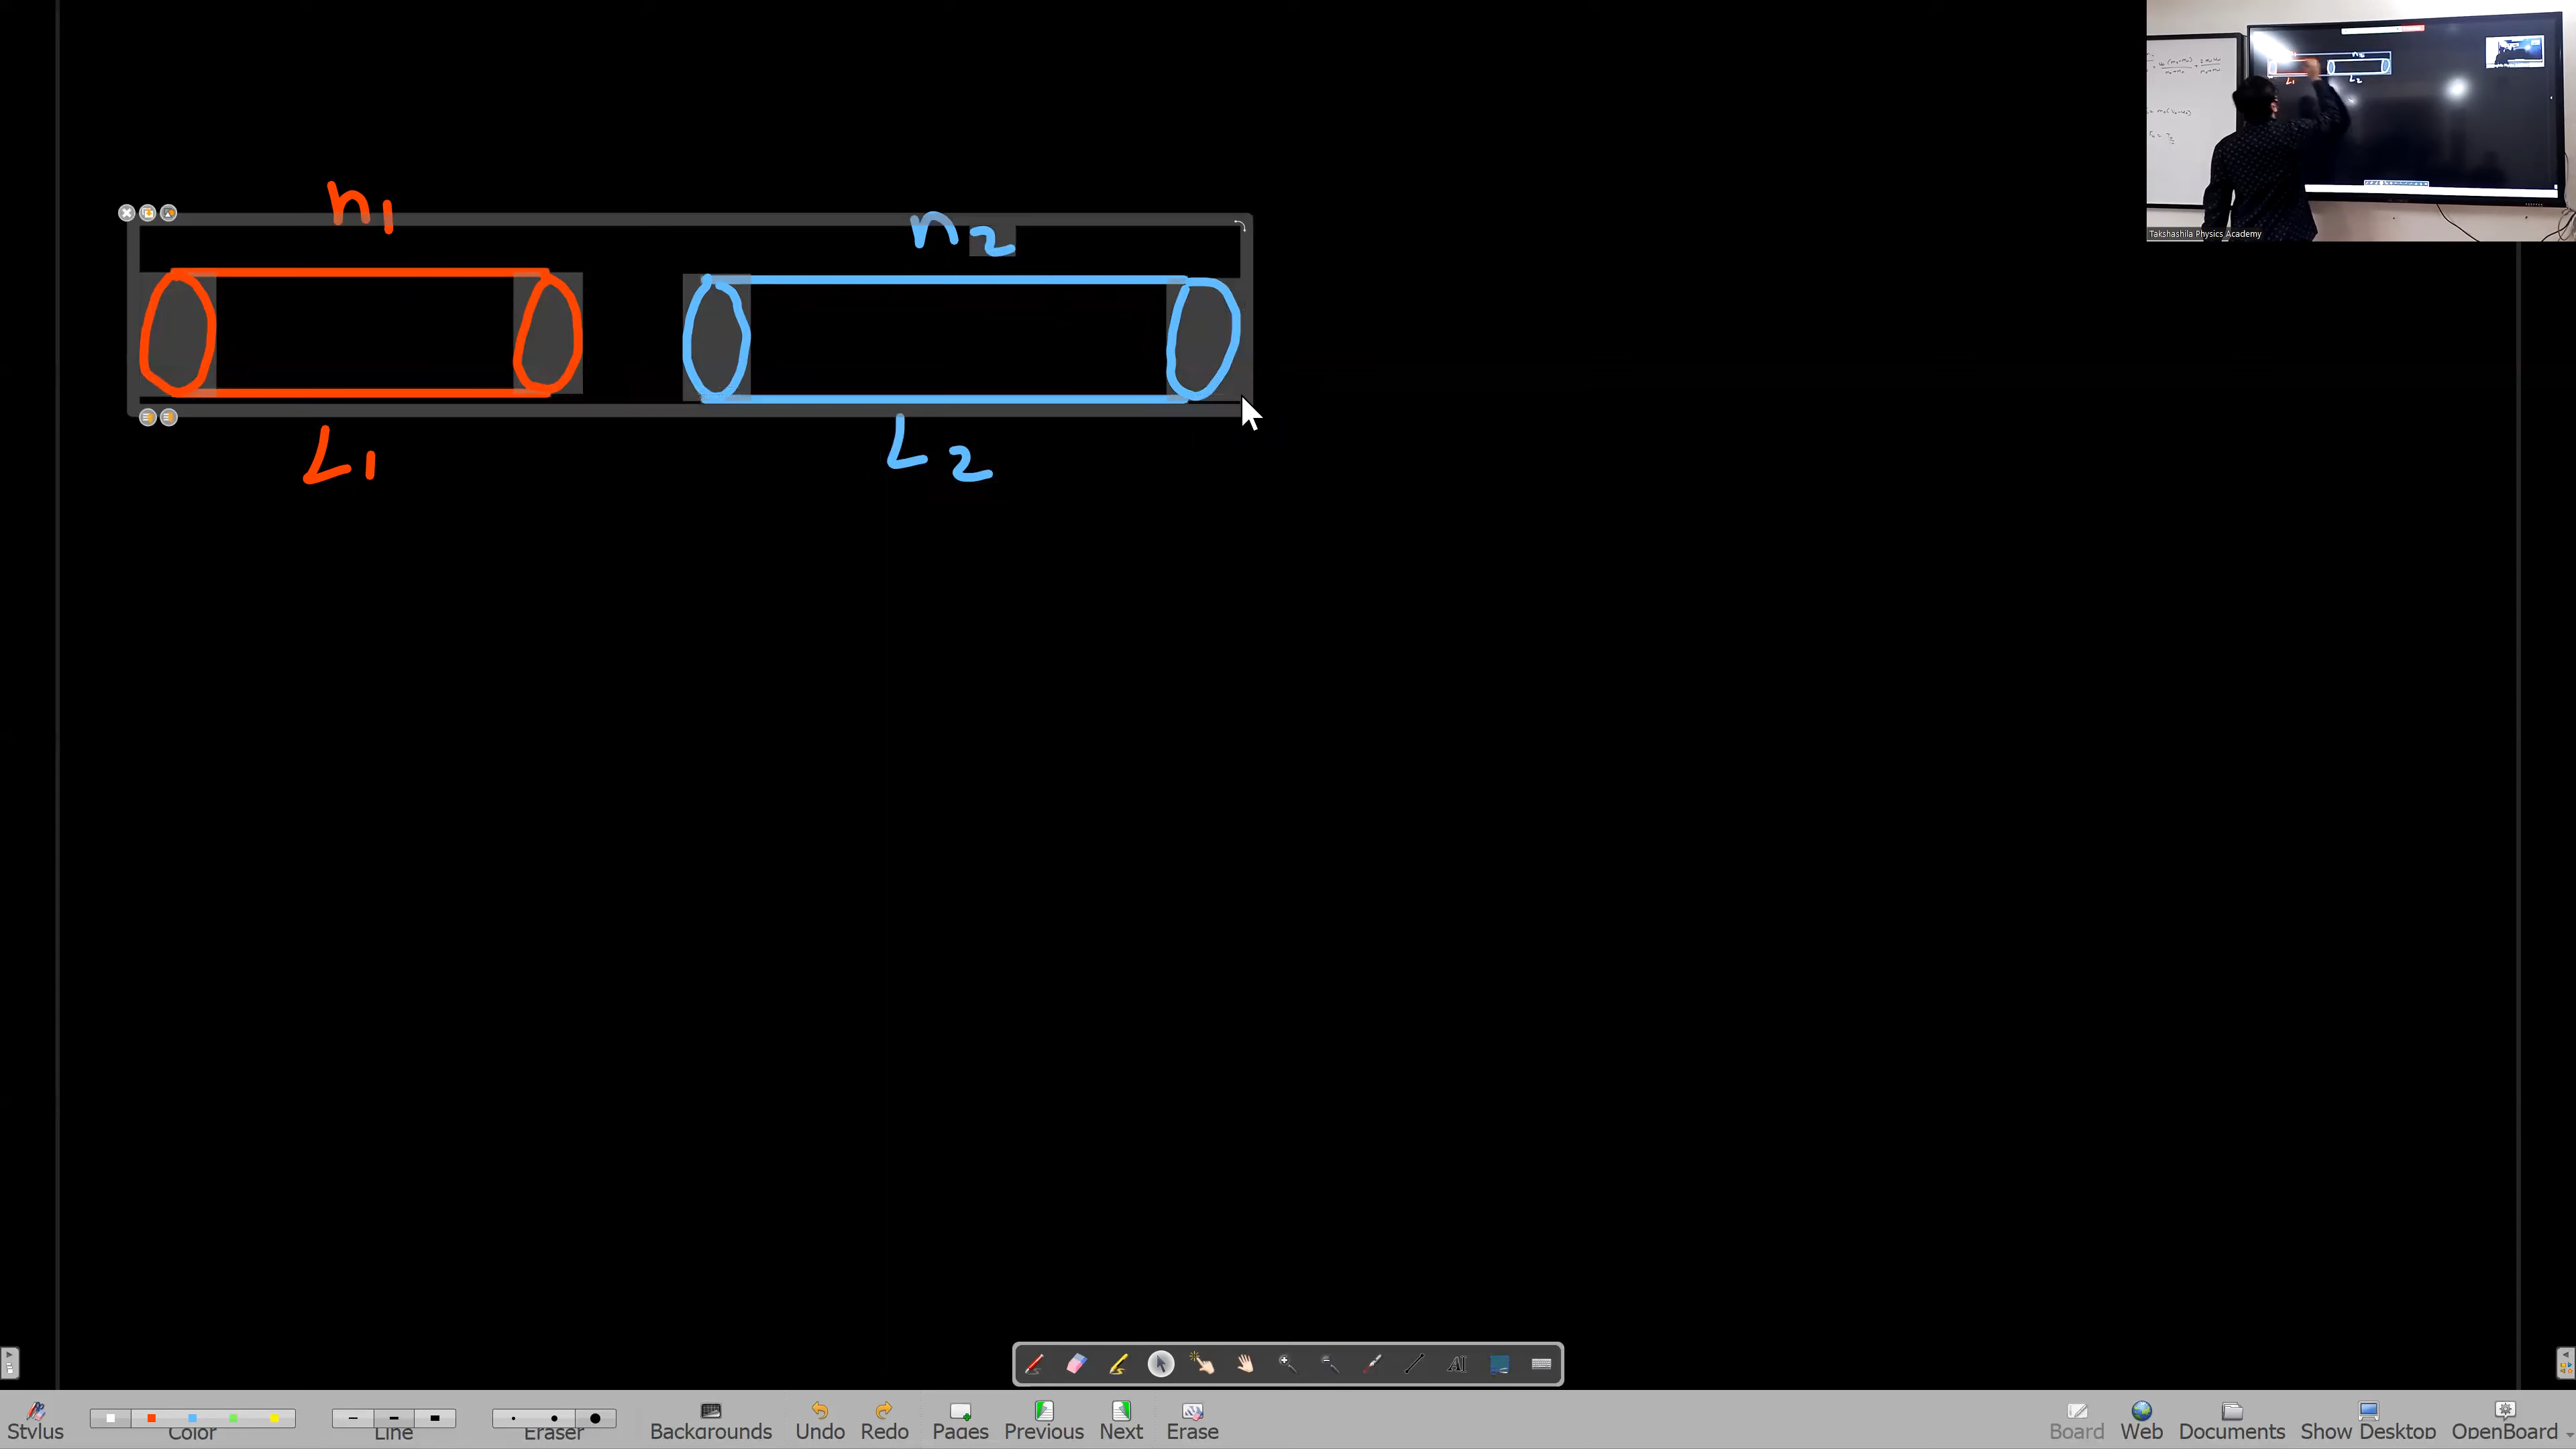 n1
n2
L1
L2
Takshashila Physics Academy
Stylus
Color
Line
Eraser
Backgrounds
Undo
Redo
Pages
Previous
Next
Erase
Board
Web
Documents
Show Desktop
OpenBoard